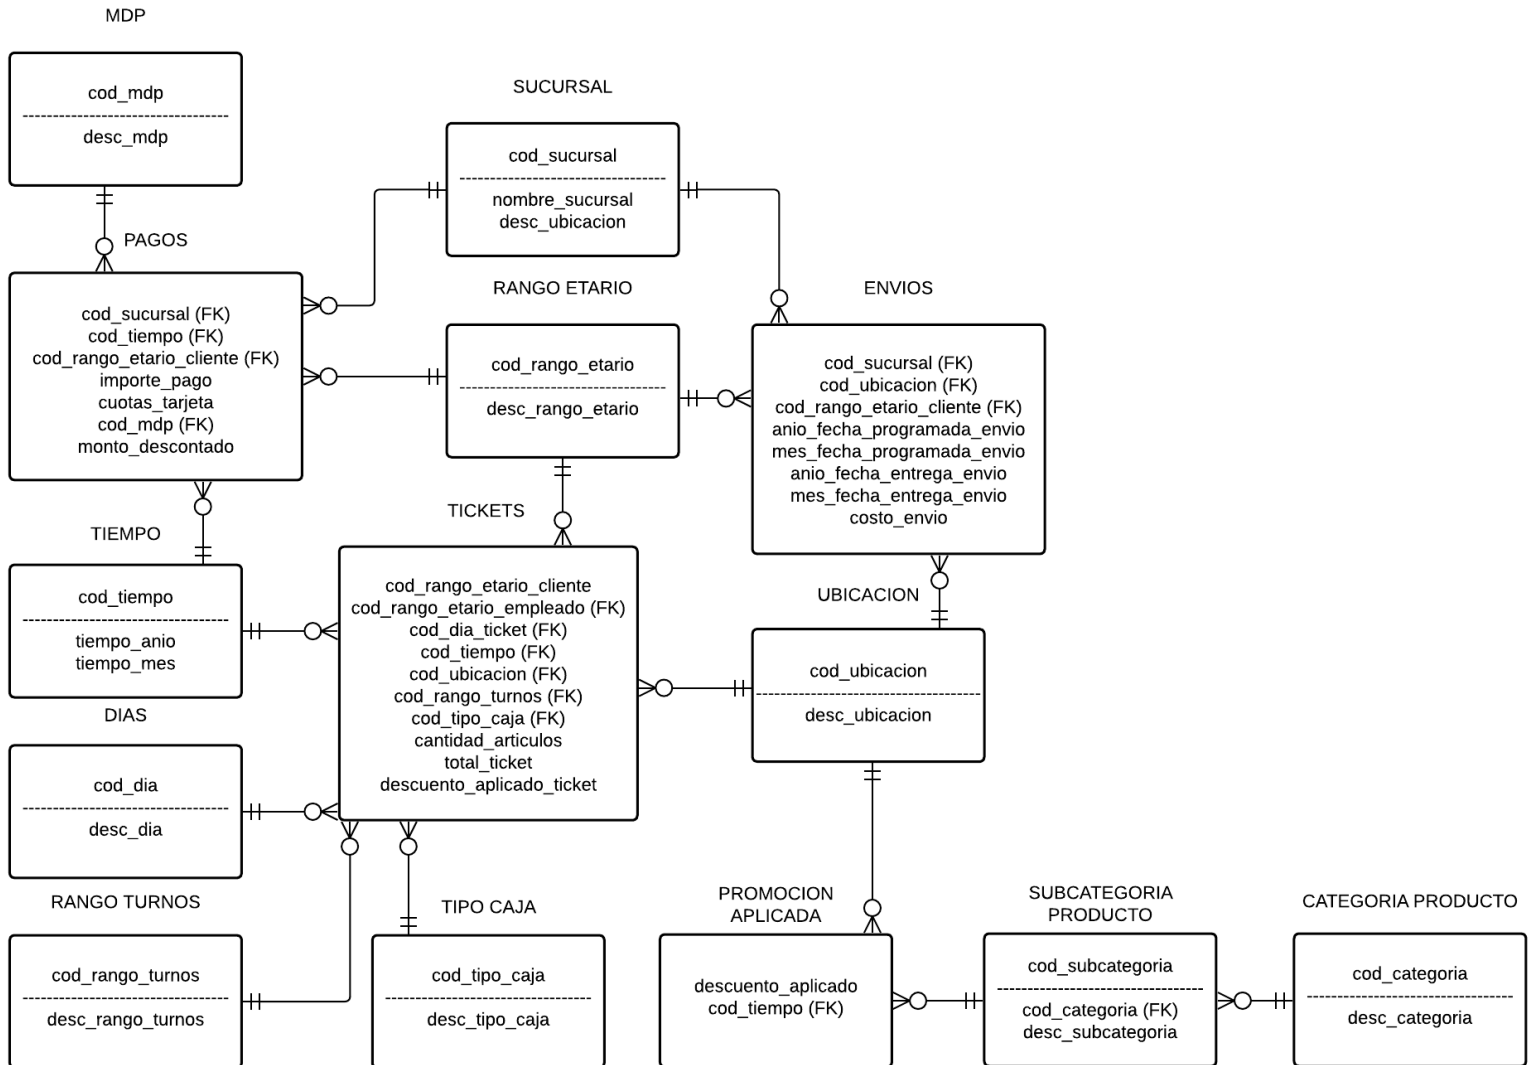 MDP
cod_mdp
desc_mdp
SUCURSAL
cod_sucursal
nombre_sucursal
desc_ubicacion
PAGOS
cod_sucursal (FK)
cod_tiempo (FK)
cod_rango_etario_cliente (FK)
importe_pago
cuotas_tarjeta
cod_mdp (FK)
monto_descontado
RANGO ETARIO
cod_rango_etario
desc_rango_etario
ENVIOS
cod_sucursal (FK)
cod_ubicacion (FK)
cod_rango_etario_cliente (FK)
anio_fecha_programada_envio
mes_fecha_programada_envio
anio_fecha_entrega_envio
mes_fecha_entrega_envio
costo_envio
TIEMPO
cod_tiempo
tiempo_anio
tiempo_mes
TICKETS
cod_rango_etario_cliente
cod_rango_etario_empleado (FK)
cod_dia_ticket (FK)
cod_tiempo (FK)
cod_ubicacion (FK)
cod_rango_turnos (FK)
cod_tipo_caja (FK)
cantidad_articulos
total_ticket
descuento_aplicado_ticket
UBICACION
cod_ubicacion
desc_ubicacion
DIAS
cod_dia
desc_dia
RANGO TURNOS
cod_rango_turnos
desc_rango_turnos
TIPO CAJA
cod_tipo_caja
desc_tipo_caja
PROMOCION
APLICADA
descuento_aplicado
cod_tiempo (FK)
SUBCATEGORIA
PRODUCTO
cod_subcategoria
cod_categoria (FK)
desc_subcategoria
CATEGORIA PRODUCTO
cod_categoria
desc_categoria